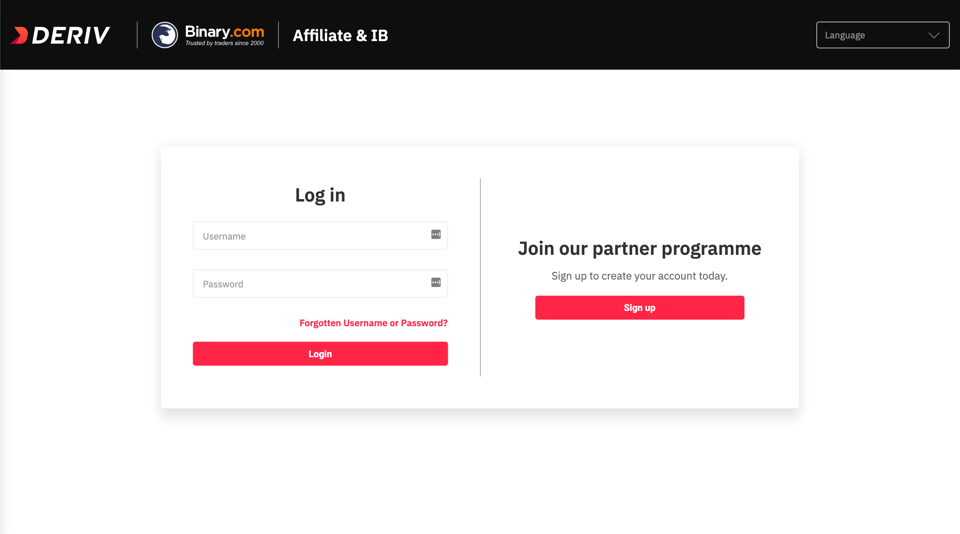 DERIV
Binary.com
Trusted by traders since 2000
Affiliate & IB
Language
Log in
Username
Password
Forgotten Username or Password?
Login
Join our partner programme
Sign up to create your account today.
Sign up